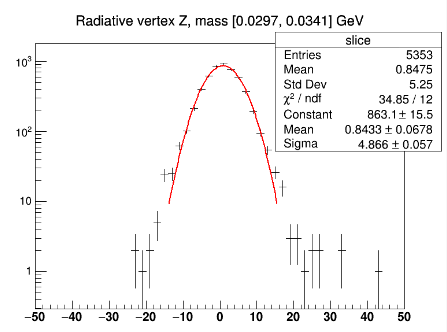 Radiative vertex Z, mass [0.0297, 0.0341] GeV
slice
Entries 5353
Mean 0.8475
Std Dev 5.25
χ² / ndf 34.85 / 12
Constant 863.1 ± 15.5
Mean 0.8433 ± 0.0678
Sigma 4.866 ± 0.057
10³
10²
10
1
−50 −40 −30 −20 −10 0 10 20 30 40 50